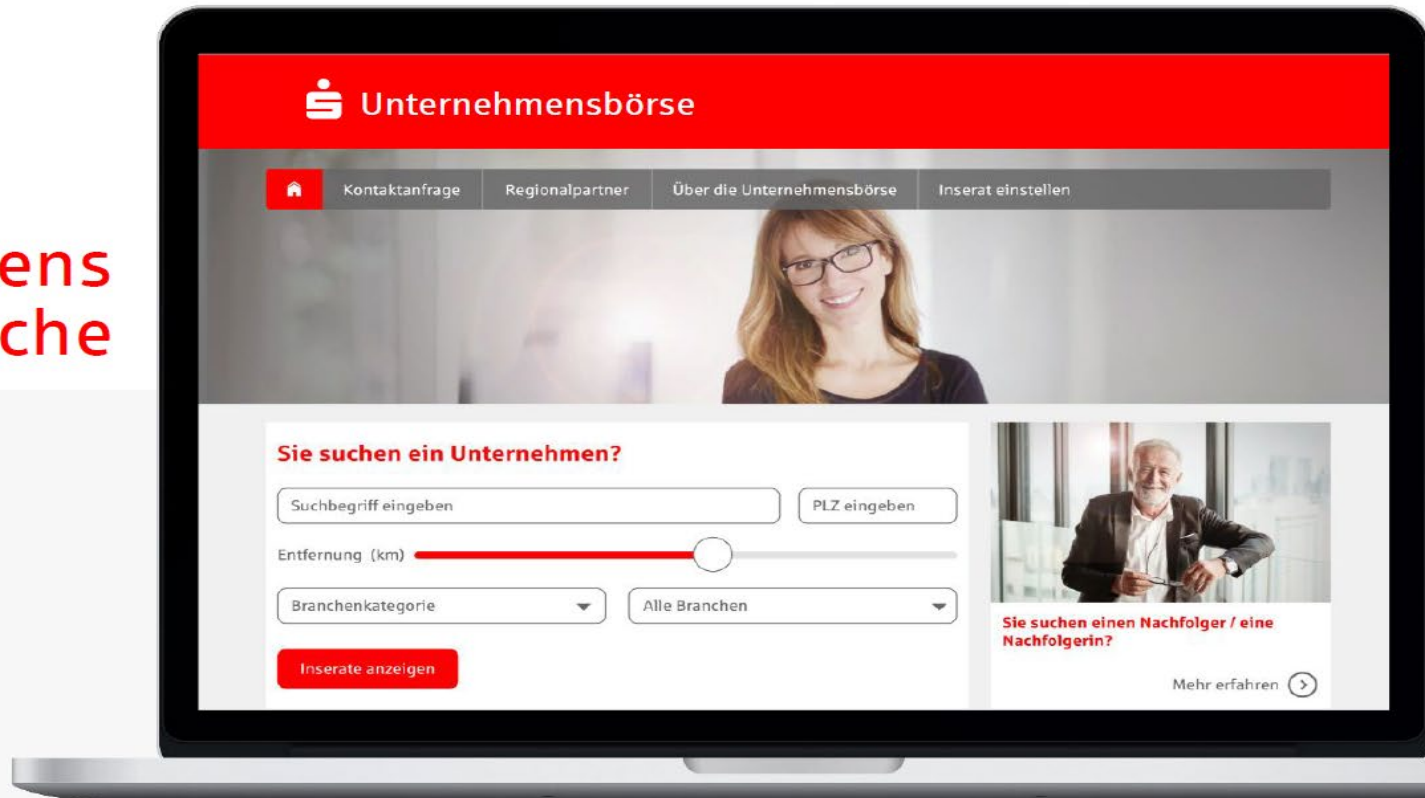 ens
che
Unternehmensbörse
Kontaktanfrage
Regionalpartner
Über die Unternehmensbörse
Inserat einstellen
Sie suchen ein Unternehmen?
Suchbegriff eingeben
PLZ eingeben
Entfernung (km)
Branchenkategorie
Alle Branchen
Inserate anzeigen
Sie suchen einen Nachfolger / eine
Nachfolgerin?
Mehr erfahren